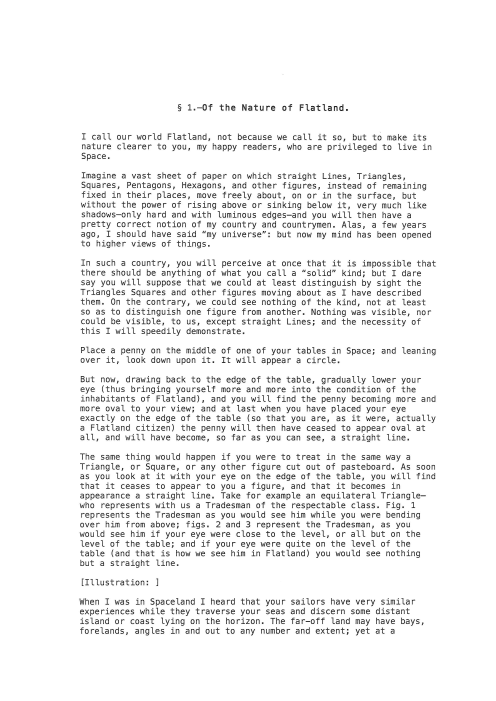 § 1.—Of the Nature of Flatland.
I call our world Flatland, not because we call it so, but to make its
nature clearer to you, my happy readers, who are privileged to live in
Space.
Imagine a vast sheet of paper on which straight Lines, Triangles,
Squares, Pentagons, Hexagons, and other figures, instead of remaining
fixed in their places, move freely about, on or in the surface, but
without the power of rising above or sinking below it, very much like
shadows—only hard and with luminous edges—and you will then have a
pretty correct notion of my country and countrymen. Alas, a few years
ago, I should have said “my universe”: but now my mind has been opened
to higher views of things.
In such a country, you will perceive at once that it is impossible that
there should be anything of what you call a “solid” kind; but I dare
say you will suppose that we could at least distinguish by sight the
Triangles Squares and other figures moving about as I have described
them. On the contrary, we could see nothing of the kind, not at least
so as to distinguish one figure from another. Nothing was visible, nor
could be visible, to us, except straight Lines; and the necessity of
this I will speedily demonstrate.
Place a penny on the middle of one of your tables in Space; and leaning
over it, look down upon it. It will appear a circle.
But now, drawing back to the edge of the table, gradually lower your
eye (thus bringing yourself more and more into the condition of the
inhabitants of Flatland), and you will find the penny becoming more and
more oval to your view; and at last when you have placed your eye
exactly on the edge of the table (so that you are, as it were, actually
a Flatland citizen) the penny will then have ceased to appear oval at
all, and will have become, so far as you can see, a straight line.
The same thing would happen if you were to treat in the same way a
Triangle, or Square, or any other figure cut out of pasteboard. As soon
as you look at it with your eye on the edge of the table, you will find
that it ceases to appear to you a figure, and that it becomes in
appearance a straight line. Take for example an equilateral Triangle—
who represents with us a Tradesman of the respectable class. Fig. 1
represents the Tradesman as you would see him while you were bending
over him from above; figs. 2 and 3 represent the Tradesman, as you
would see him if your eye were close to the level, or all but on the
level of the table; and if your eye were quite on the level of the
table (and that is how we see him in Flatland) you would see nothing
but a straight line.
[Illustration: ]
When I was in Spaceland I heard that your sailors have very similar
experiences while they traverse your seas and discern some distant
island or coast lying on the horizon. The far-off land may have bays,
forelands, angles in and out to any number and extent; yet at a